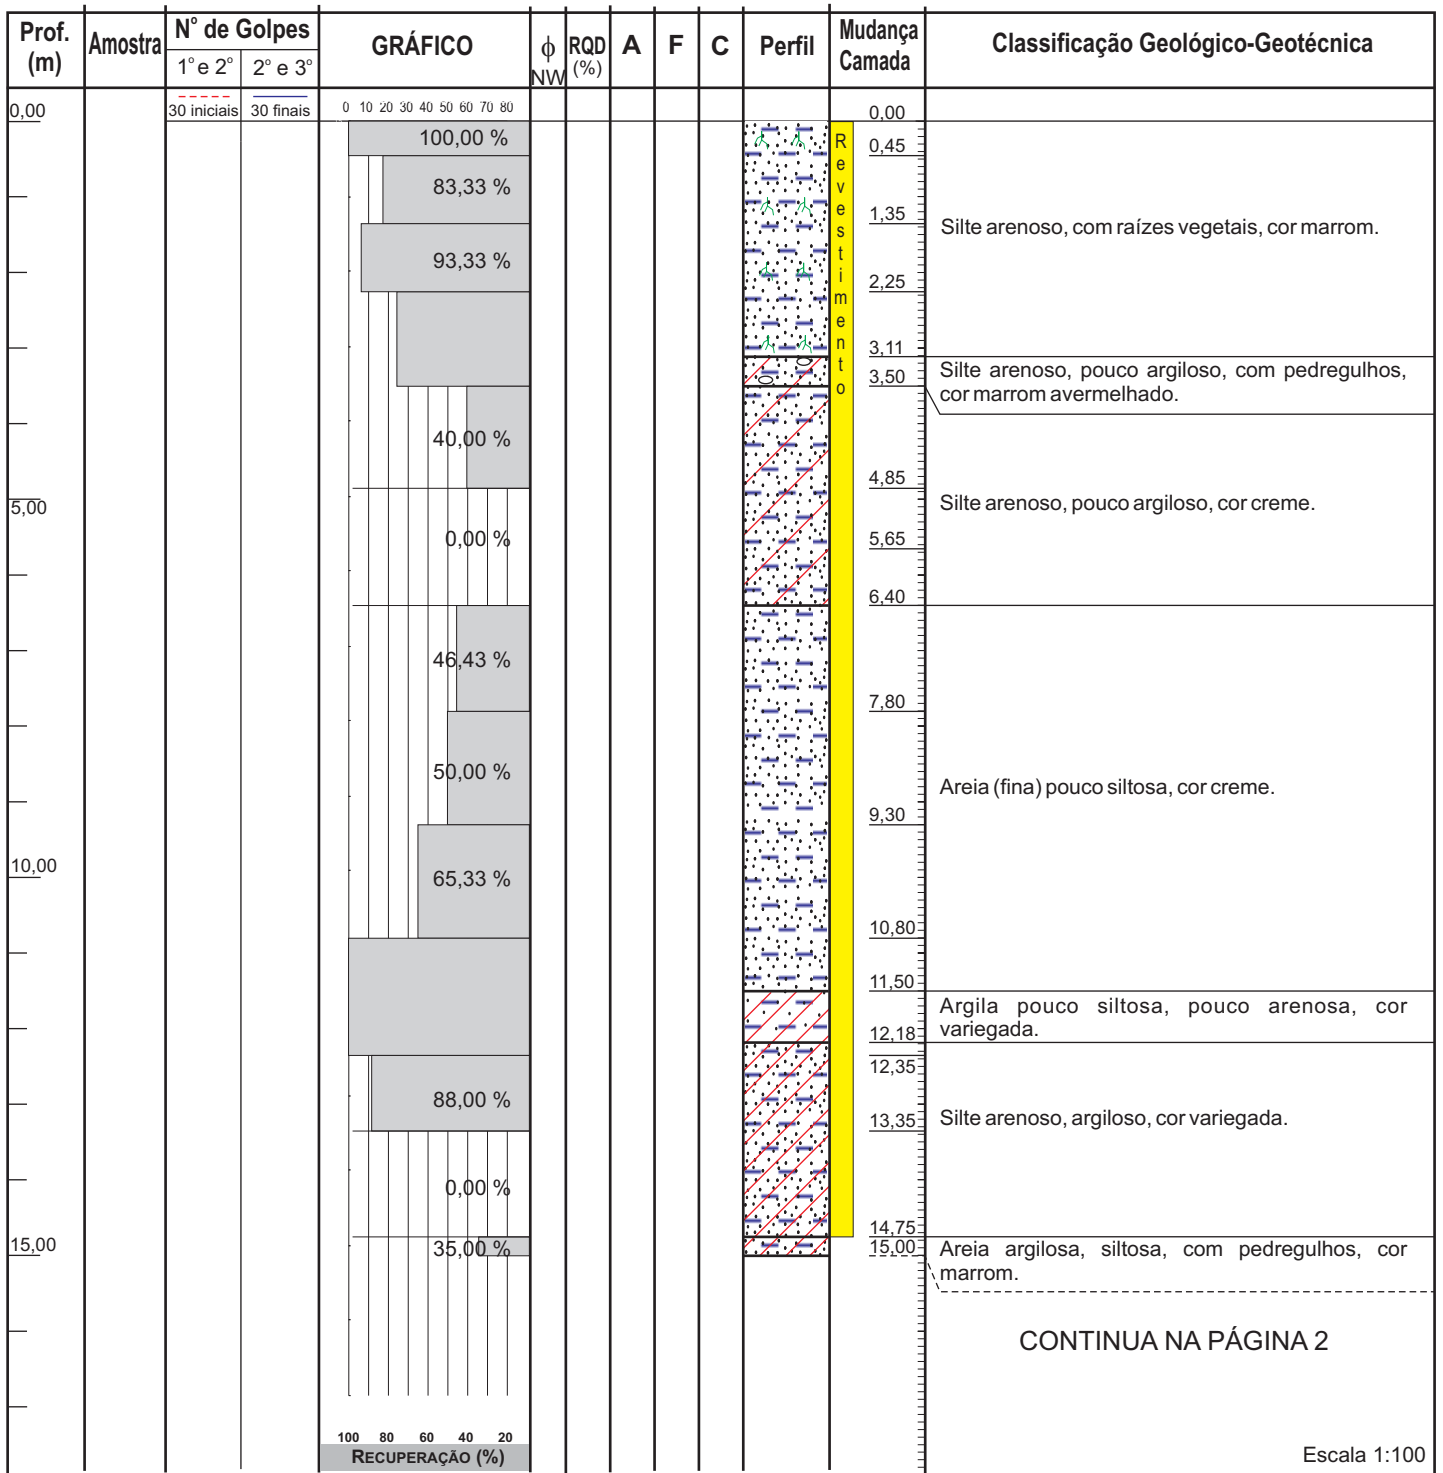 Prof. (m)
Amostra
N° de Golpes
1° e 2°
2° e 3°
GRÁFICO
ϕ NW
RQD (%)
A
F
C
Perfil
Mudança Camada
Classificação Geológico-Geotécnica
30 iniciais
30 finais
0 10 20 30 40 50 60 70 80
0,00
5,00
10,00
15,00
100,00 %
83,33 %
93,33 %
40,00 %
0,00 %
46,43 %
50,00 %
65,33 %
88,00 %
0,00 %
35,00 %
Revestimento
0,00
0,45
1,35
2,25
3,11
3,50
4,85
5,65
6,40
7,80
9,30
10,80
11,50
12,18
12,35
13,35
14,75
15,00
Silte arenoso, com raízes vegetais, cor marrom.
Silte arenoso, pouco argiloso, com pedregulhos,
cor marrom avermelhado.
Silte arenoso, pouco argiloso, cor creme.
Areia (fina) pouco siltosa, cor creme.
Argila pouco siltosa, pouco arenosa, cor
variegada.
Silte arenoso, argiloso, cor variegada.
Areia argilosa, siltosa, com pedregulhos, cor
marrom.
CONTINUA NA PÁGINA 2
100 80 60 40 20
RECUPERAÇÃO (%)
Escala 1:100